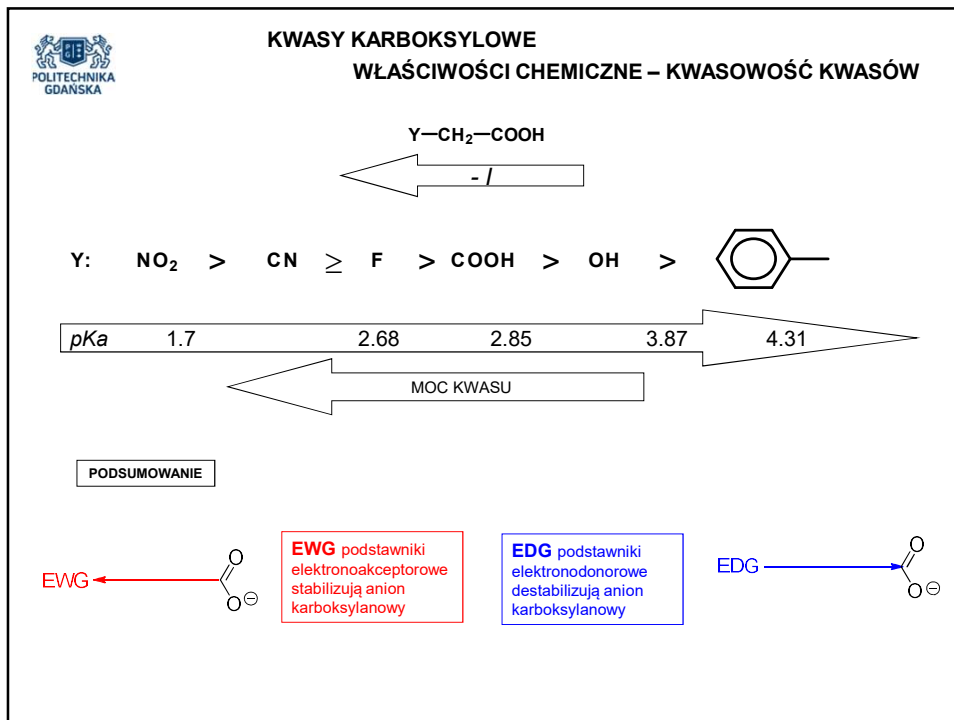 POLITECHNIKA
GDAŃSKA
KWASY KARBOKSYLOWE
WŁAŚCIWOŚCI CHEMICZNE – KWASOWOŚĆ KWASÓW
Y—CH₂—COOH
- I
Y: NO₂ > CN ≥ F > COOH > OH >
pKa 1.7 2.68 2.85 3.87 4.31
MOC KWASU
PODSUMOWANIE
EWG
O
O⊖
EWG podstawniki
elektronoakceptorowe
stabilizują anion
karboksylanowy
EDG podstawniki
elektronodonorowe
destabilizują anion
karboksylanowy
EDG
O
O⊖